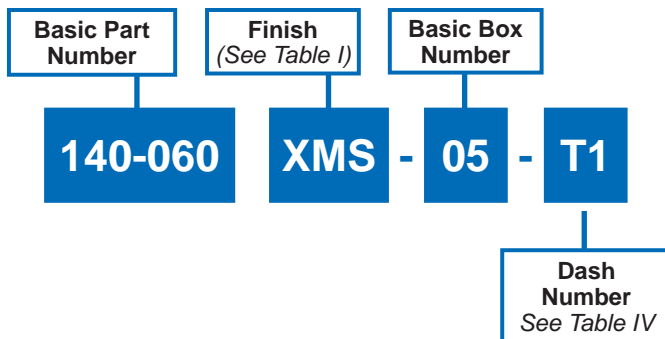 Basic Part
Number
Finish
(See Table I)
Basic Box
Number
140-060 XMS - 05 - T1
Dash
Number
See Table IV